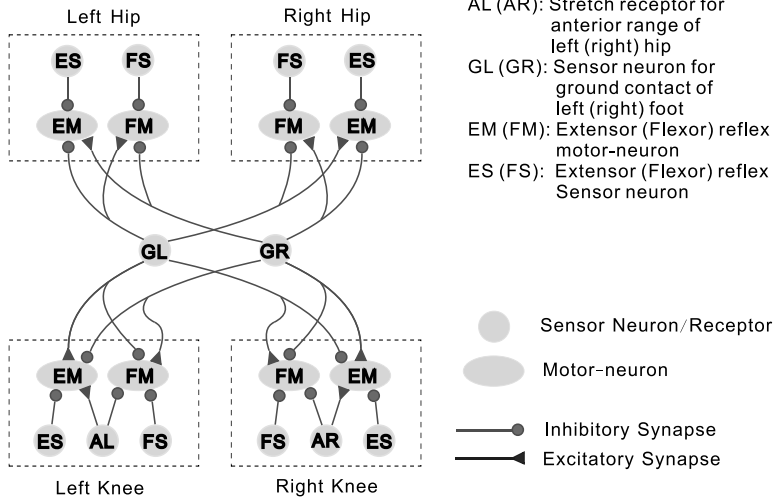 Left Hip
Right Hip
ES
FS
FS
ES
EM
FM
FM
EM
GL
GR
EM
FM
FM
EM
ES
AL
FS
FS
AR
ES
Left Knee
Right Knee
AL (AR): Stretch receptor for
anterior range of
left (right) hip
GL (GR): Sensor neuron for
ground contact of
left (right) foot
EM (FM): Extensor (Flexor) reflex
motor-neuron
ES (FS): Extensor (Flexor) reflex
Sensor neuron
Sensor Neuron/Receptor
Motor-neuron
Inhibitory Synapse
Excitatory Synapse